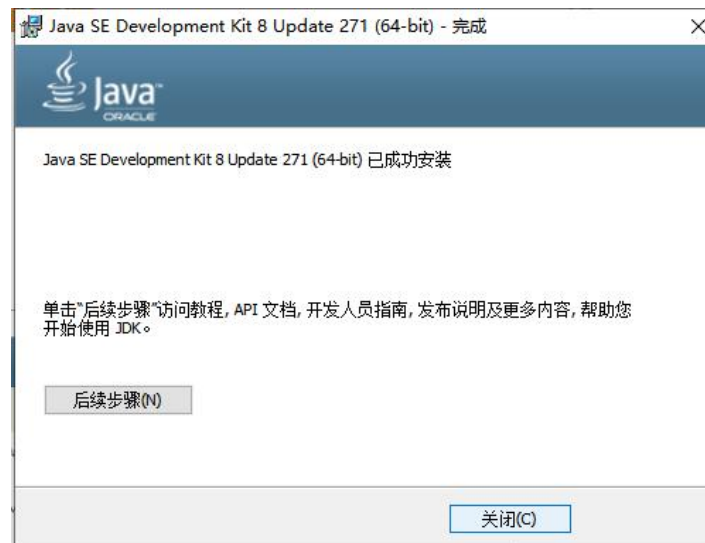 Java SE Development Kit 8 Update 271 (64-bit) - 完成
Java™
ORACLE
Java SE Development Kit 8 Update 271 (64-bit) 已成功安装
单击"后续步骤"访问教程, API 文档, 开发人员指南, 发布说明及更多内容, 帮助您
开始使用 JDK。
后续步骤(N)
关闭(C)